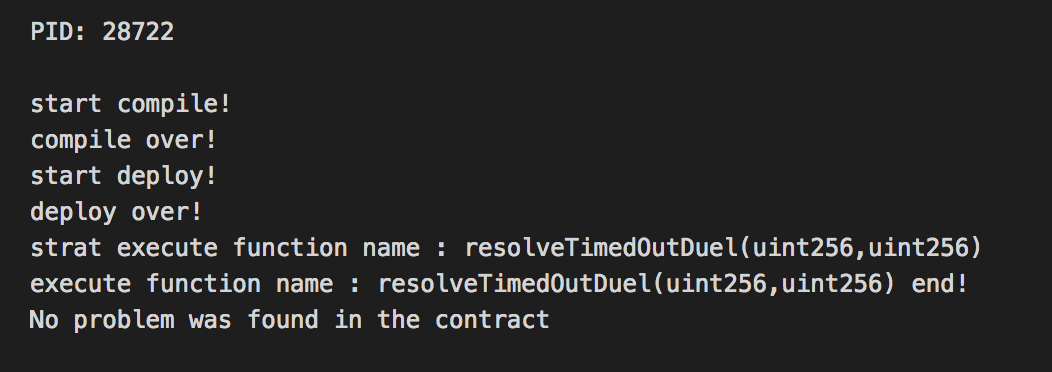 PID: 28722
start compile!
compile over!
start deploy!
deploy over!
strat execute function name : resolveTimedOutDuel(uint256,uint256)
execute function name : resolveTimedOutDuel(uint256,uint256) end!
No problem was found in the contract